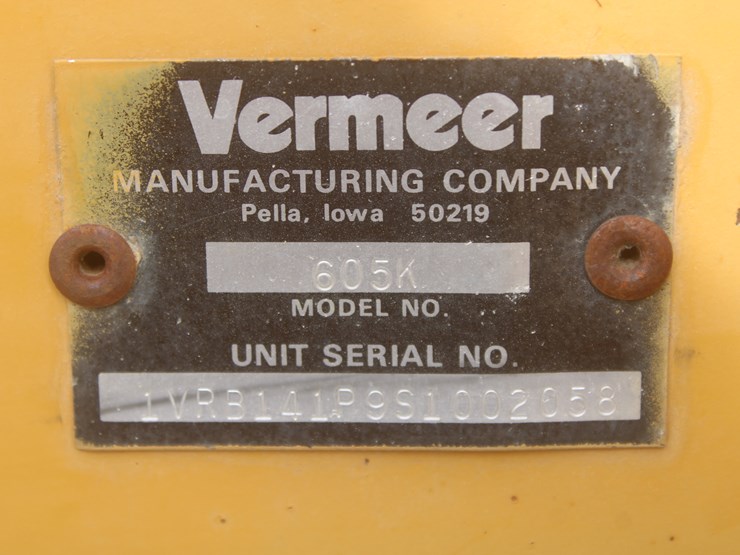 Vermeer
MANUFACTURING COMPANY
Pella, Iowa 50219
605K
MODEL NO.
UNIT SERIAL NO.
1VRB141P9S1002058